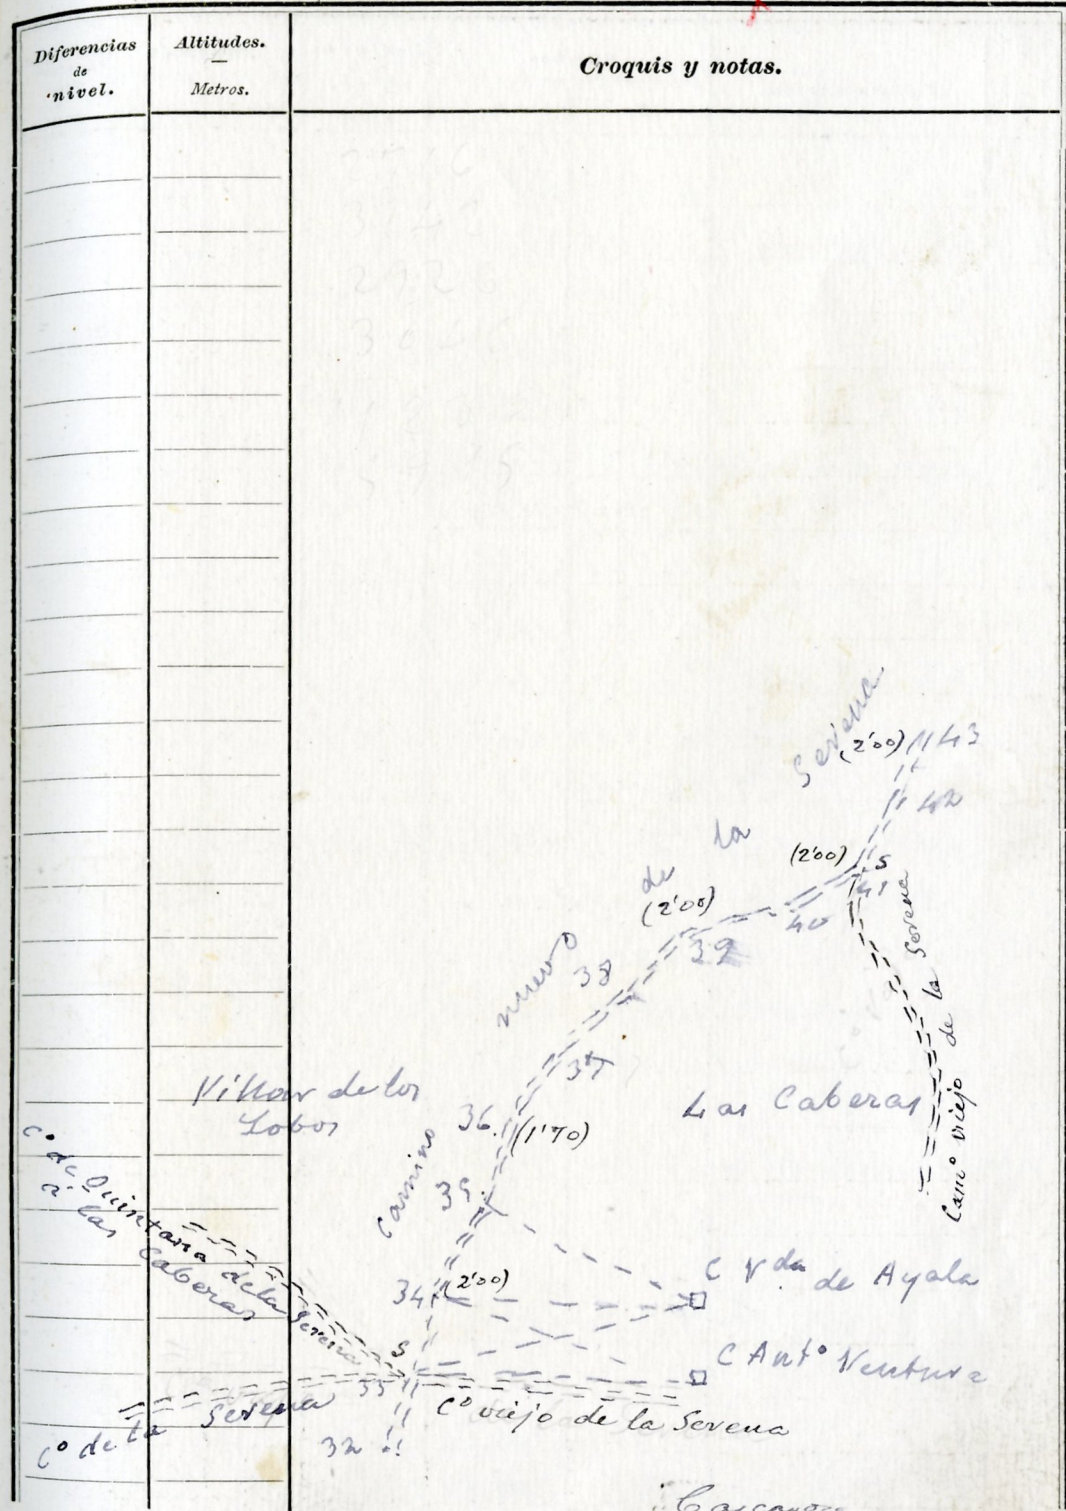 Diferencias
de
nivel.
Altitudes.
Metros.
Croquis y notas.
Camino nuevo de la Serena
(2'00) 43
42
(2'00) S
41
(2'00)
40
39
38
37
Villar de los
Lobos
Las Caberas
36 (1'70)
35
Camº viejo de la Serena
Cº de Quintana de la Serena
a las Caberas
34 (2'00)
C Vda de Ayala
S
33
C Antº Ventura
Cº de la Serena
Cº viejo de la Serena
32